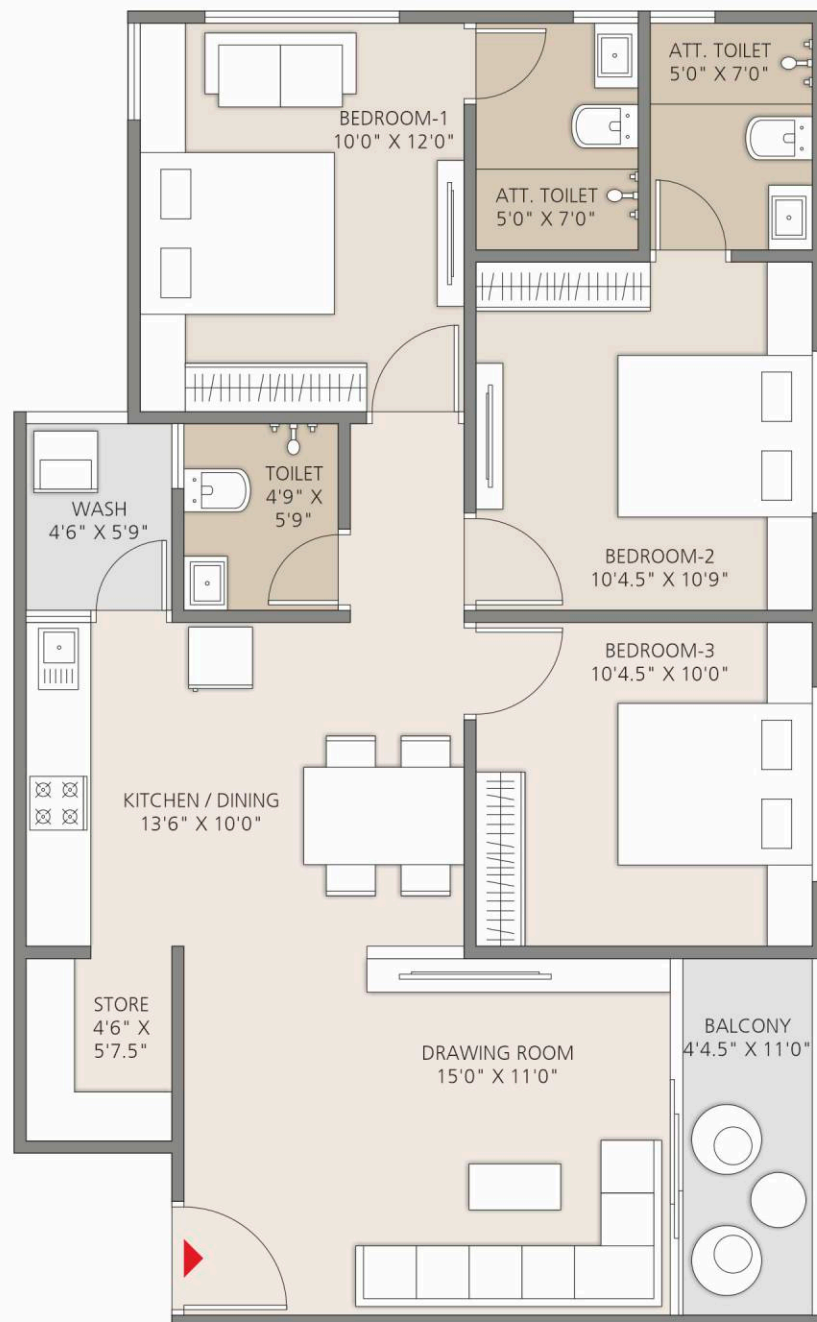 ATT. TOILET
5'0" X 7'0"
BEDROOM-1
10'0" X 12'0"
ATT. TOILET
5'0" X 7'0"
TOILET
4'9" X
5'9"
WASH
4'6" X 5'9"
BEDROOM-2
10'4.5" X 10'9"
BEDROOM-3
10'4.5" X 10'0"
KITCHEN / DINING
13'6" X 10'0"
STORE
4'6" X
5'7.5"
DRAWING ROOM
15'0" X 11'0"
BALCONY
4'4.5" X 11'0"